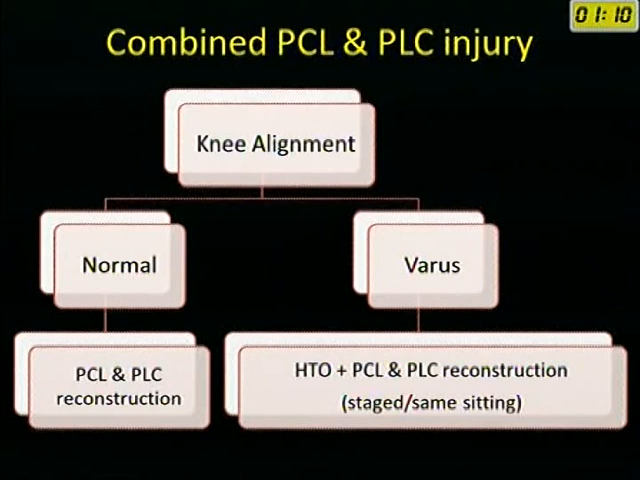 01:10
Combined PCL & PLC injury
Knee Alignment
Normal
Varus
PCL & PLC
reconstruction
HTO + PCL & PLC reconstruction
(staged/same sitting)